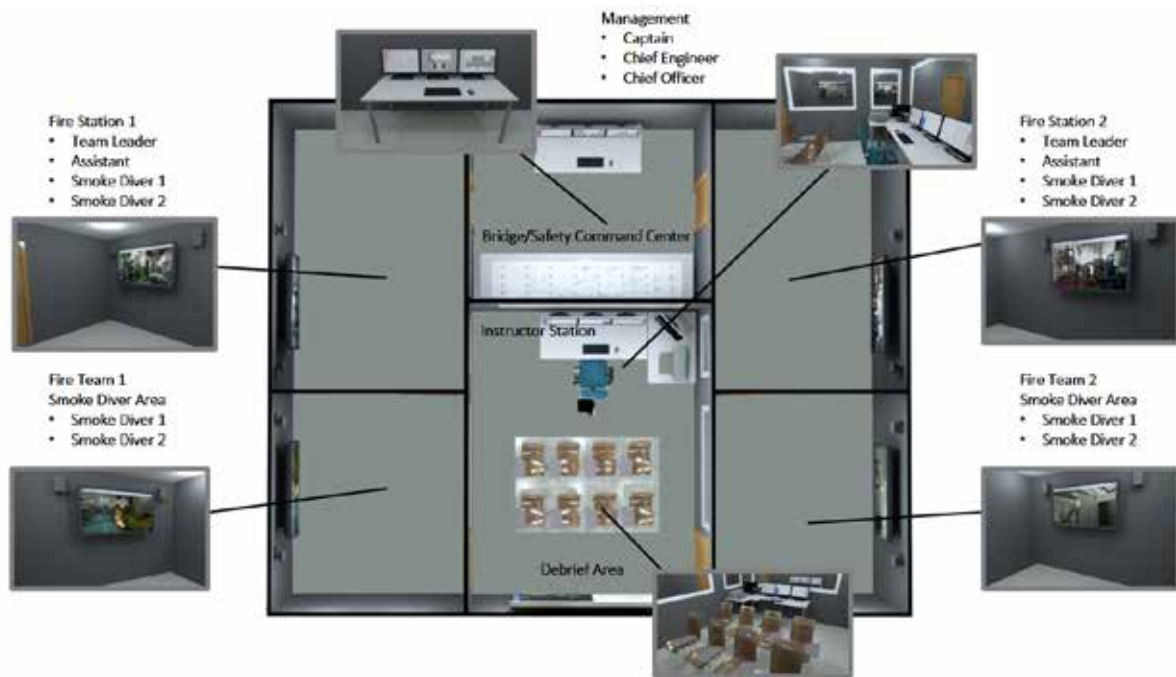 Management
• Captain
• Chief Engineer
• Chief Officer
Fire Station 1
• Team Leader
• Assistant
• Smoke Diver 1
• Smoke Diver 2
Fire Station 2
• Team Leader
• Assistant
• Smoke Diver 1
• Smoke Diver 2
Bridge/Safety Command Center
Instructor Station
Fire Team 1
Smoke Diver Area
• Smoke Diver 1
• Smoke Diver 2
Fire Team 2
Smoke Diver Area
• Smoke Diver 1
• Smoke Diver 2
Debrief Area